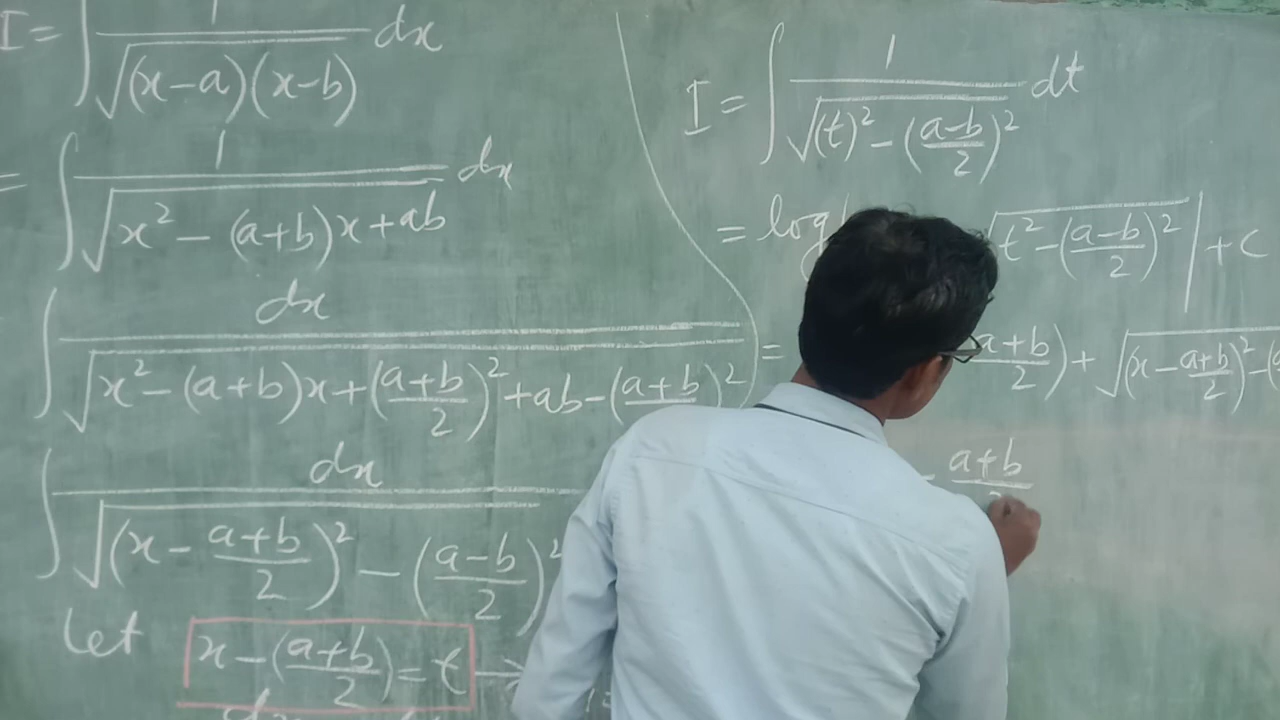 I = ∫ 1/√((x-a)(x-b)) dx
= ∫ 1/√(x² - (a+b)x + ab) dx
∫ dx/√(x² - (a+b)x + ((a+b)/2)² + ab - ((a+b)/2)²)
∫ dx/√((x - (a+b)/2)² - ((a-b)/2)²)
Let x - ((a+b)/2) = t →
I = ∫ 1/√((t)² - ((a-b)/2)²) dt
= log √(t² - ((a-b)/2)²) | + c
= (a+b)/2) + √((x - (a+b)/2)² - (a
- (a+b)/